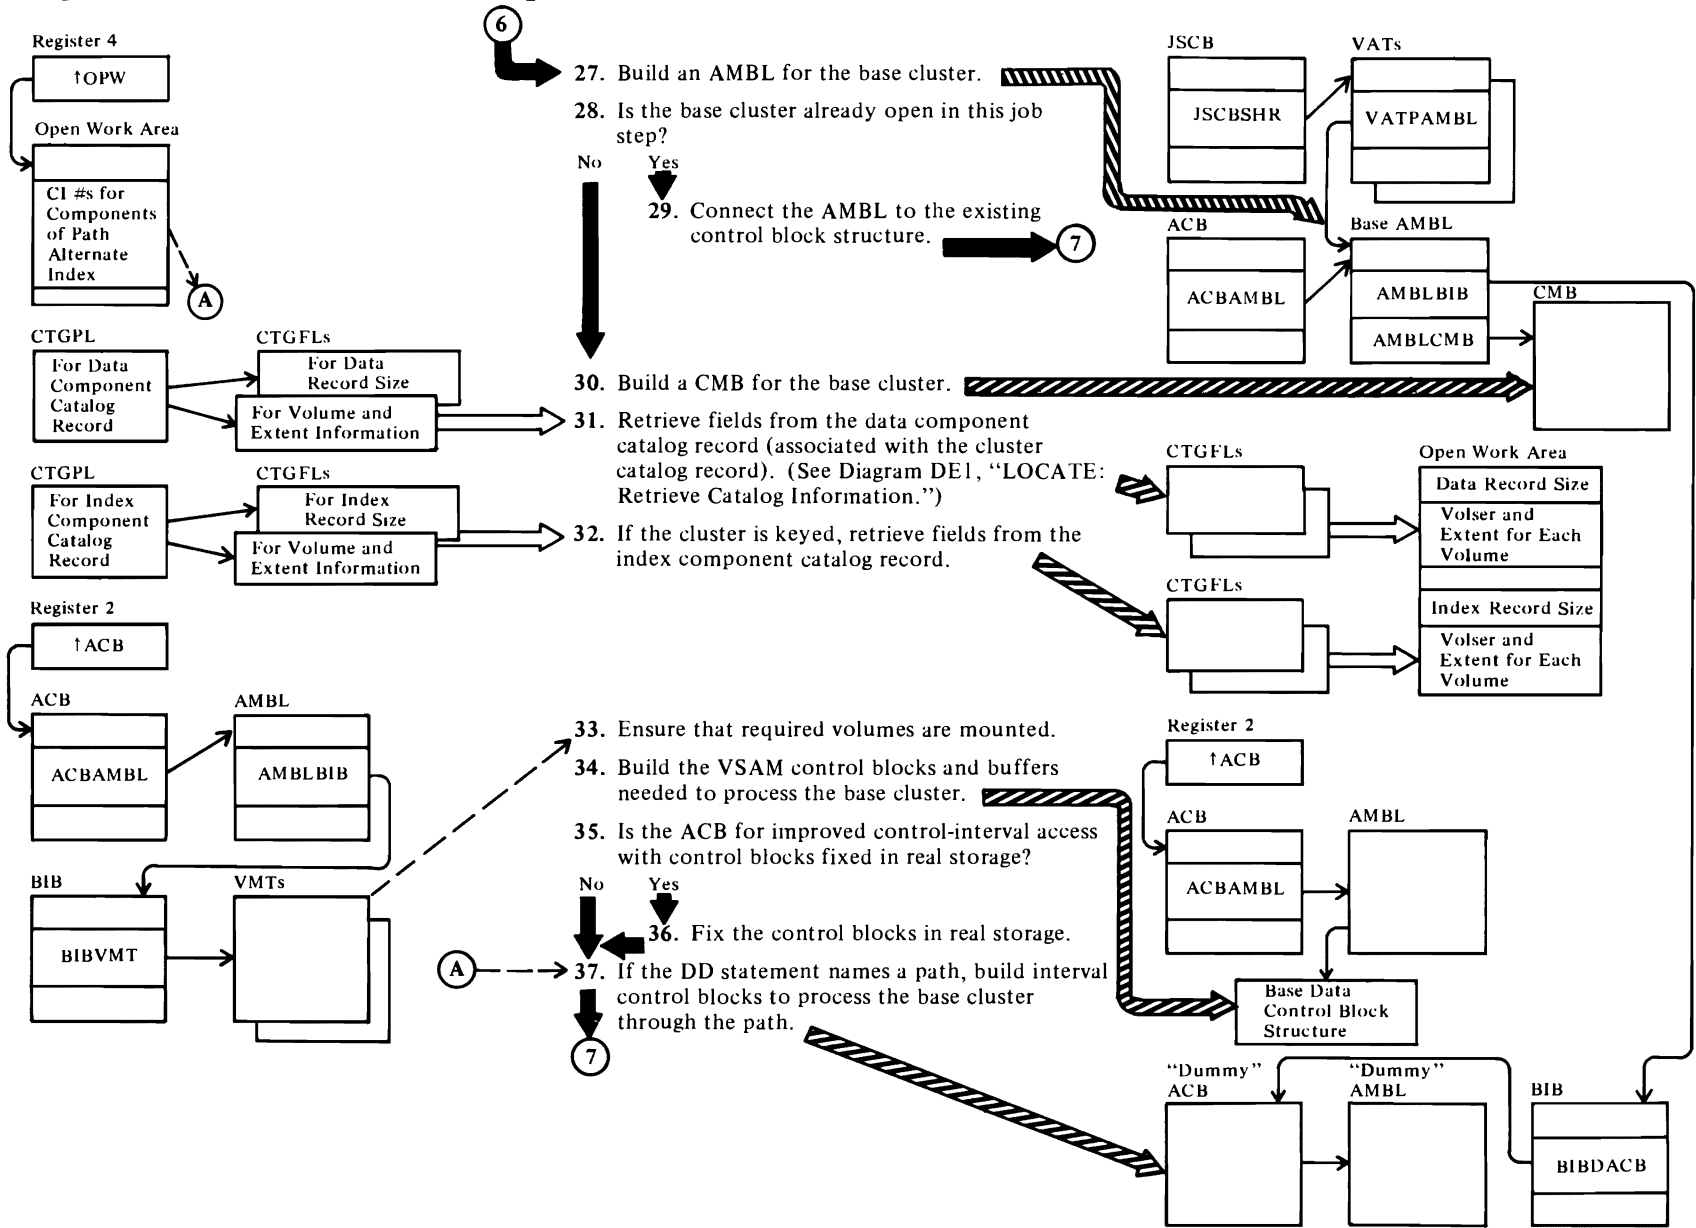 6
27. Build an AMBL for the base cluster.
28. Is the base cluster already open in this job
step?
No Yes
29. Connect the AMBL to the existing
control block structure.
7
30. Build a CMB for the base cluster.
31. Retrieve fields from the data component
catalog record (associated with the cluster
catalog record). (See Diagram DE1, “LOCATE:
Retrieve Catalog Information.”)
32. If the cluster is keyed, retrieve fields from the
index component catalog record.
33. Ensure that required volumes are mounted.
34. Build the VSAM control blocks and buffers
needed to process the base cluster.
35. Is the ACB for improved control-interval access
with control blocks fixed in real storage?
No Yes
36. Fix the control blocks in real storage.
A
37. If the DD statement names a path, build interval
control blocks to process the base cluster
through the path.
7
Register 4
↑OPW
Open Work Area
CI #s for
Components
of Path
Alternate
Index
A
CTGPL
For Data
Component
Catalog
Record
CTGFLs
For Data
Record Size
For Volume and
Extent Information
CTGPL
For Index
Component
Catalog
Record
CTGFLs
For Index
Record Size
For Volume and
Extent Information
Register 2
↑ACB
ACB
ACBAMBL
AMBL
AMBLBIB
BIB
BIBVMT
VMTs
JSCB
JSCBSHR
VATs
VATPAMBL
ACB
ACBAMBL
Base AMBL
AMBLBIB
AMBLCMB
CMB
CTGFLs
Open Work Area
Data Record Size
Volser and
Extent for Each
Volume
CTGFLs
Index Record Size
Volser and
Extent for Each
Volume
Register 2
↑ACB
ACB
ACBAMBL
AMBL
Base Data
Control Block
Structure
“Dummy”
ACB
“Dummy”
AMBL
BIB
BIBDACB